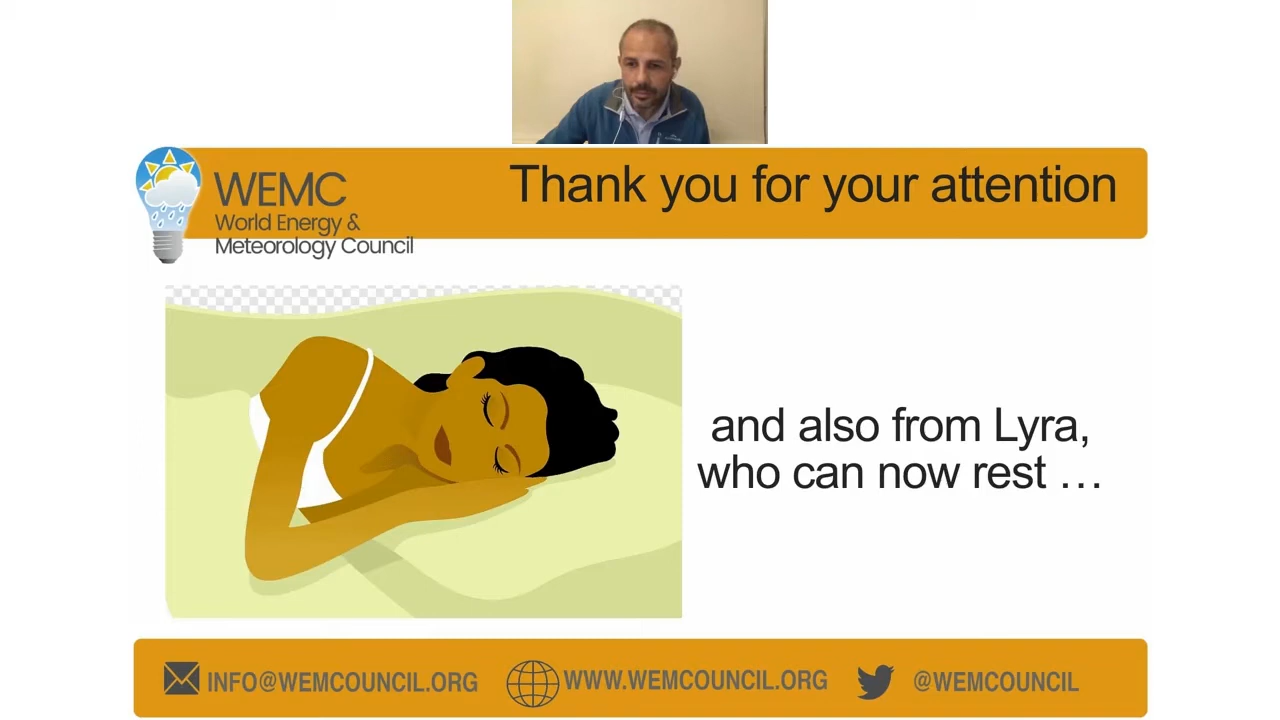 Thank you for your attention
WEMC
World Energy &
Meteorology Council
and also from Lyra,
who can now rest …
INFO@WEMCOUNCIL.ORG
WWW.WEMCOUNCIL.ORG
@WEMCOUNCIL